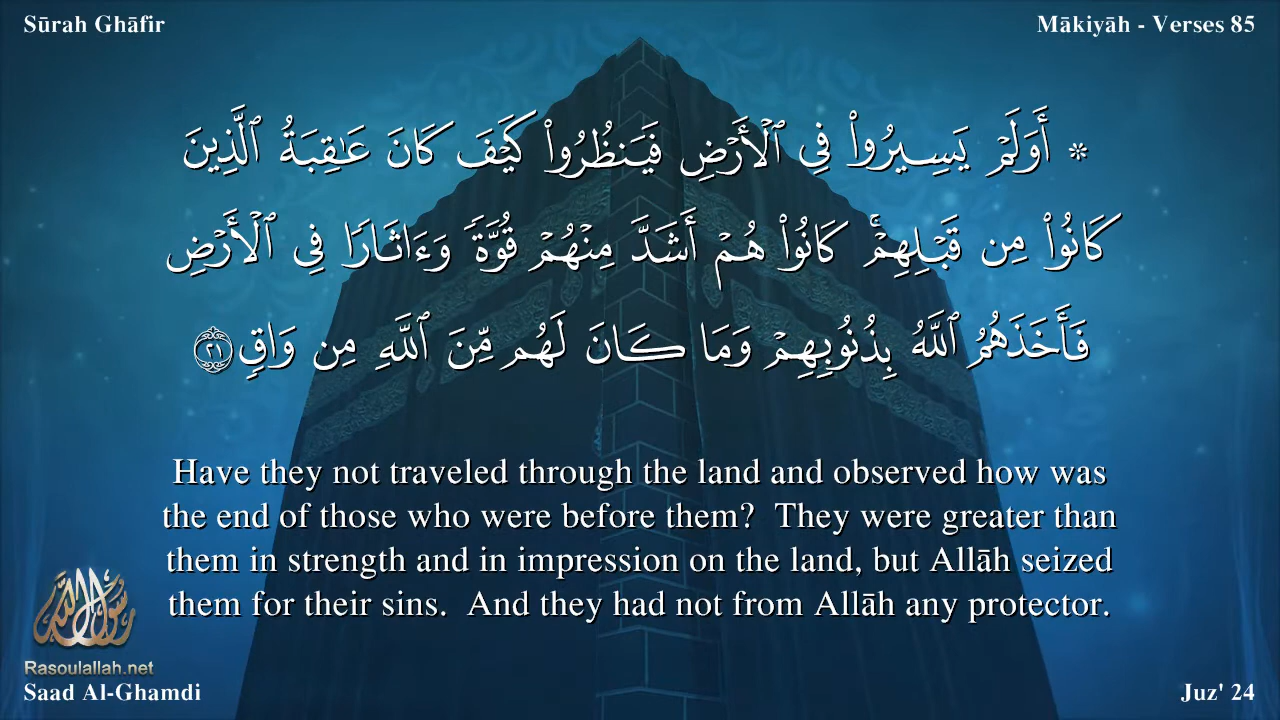 Sūrah Ghāfir
Mākiyāh - Verses 85
۞ أَوَلَمْ يَسِيرُوا۟ فِى ٱلْأَرْضِ فَيَنظُرُوا۟ كَيْفَ كَانَ عَـٰقِبَةُ ٱلَّذِينَ
كَانُوا۟ مِن قَبْلِهِمْ ۚ كَانُوا۟ هُمْ أَشَدَّ مِنْهُمْ قُوَّةً وَءَاثَارًا فِى ٱلْأَرْضِ
فَأَخَذَهُمُ ٱللَّهُ بِذُنُوبِهِمْ وَمَا كَانَ لَهُم مِّنَ ٱللَّهِ مِن وَاقٍ ٢١
Have they not traveled through the land and observed how was
the end of those who were before them?  They were greater than
them in strength and in impression on the land, but Allāh seized
them for their sins.  And they had not from Allāh any protector.
رسول الله
Rasoulallah.net
Saad Al-Ghamdi
Juz' 24